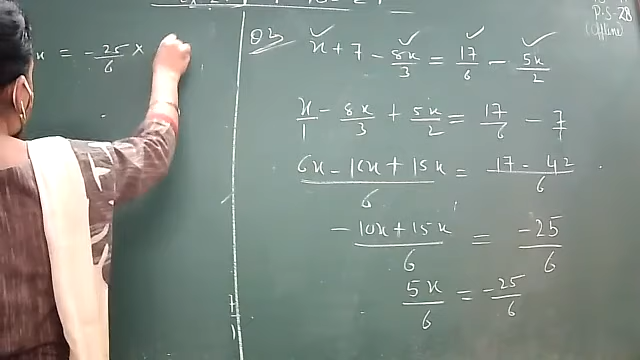 P.S-28
(Offline)
x = -25/6 ×
Q3 x + 7 - 8x/3 = 17/6 - 5x/2
x/1 - 8x/3 + 5x/2 = 17/6 - 7/1
6x - 16x + 15x/6 = 17 - 42/6
- 10x + 15x/6 = -25/6
5x/6 = -25/6